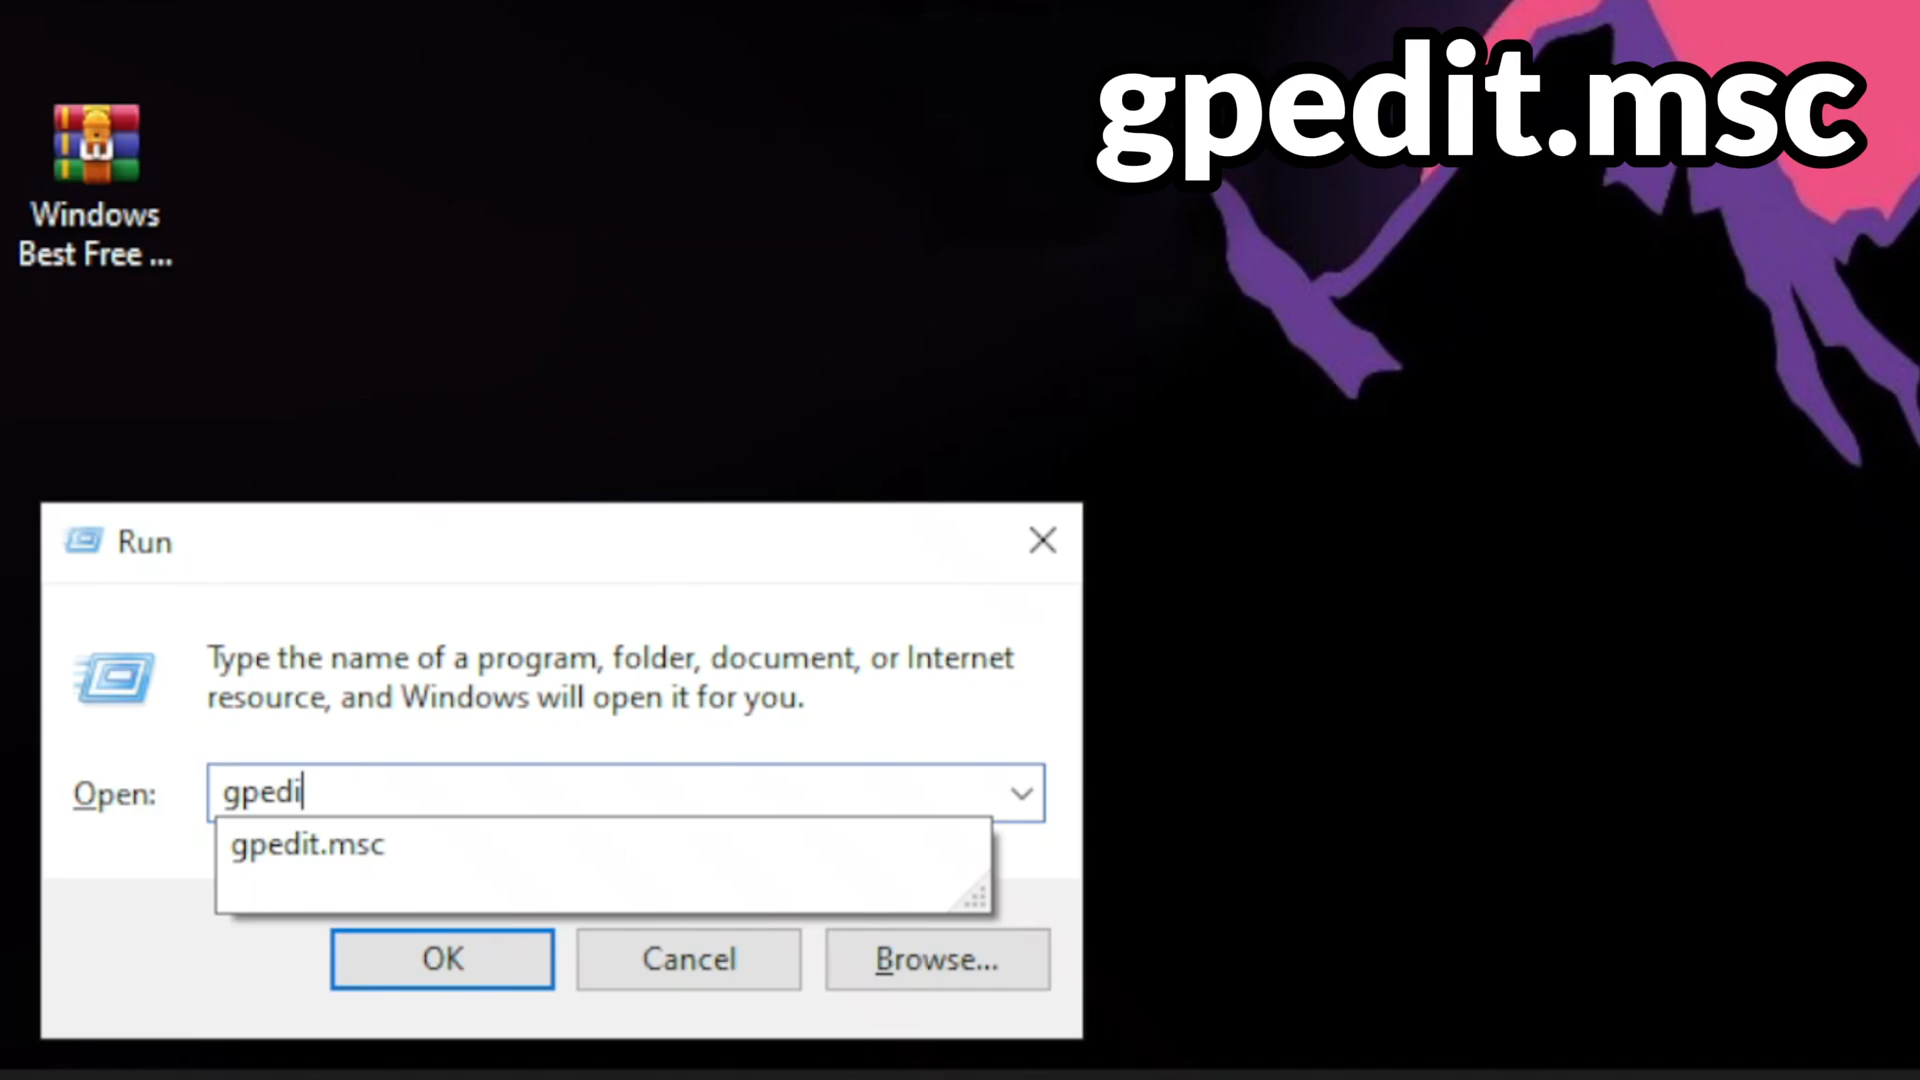 gpedit.msc
Windows
Best Free ...
Run
Type the name of a program, folder, document, or Internet
resource, and Windows will open it for you.
Open:
gpedi
gpedit.msc
OK
Cancel
Browse...